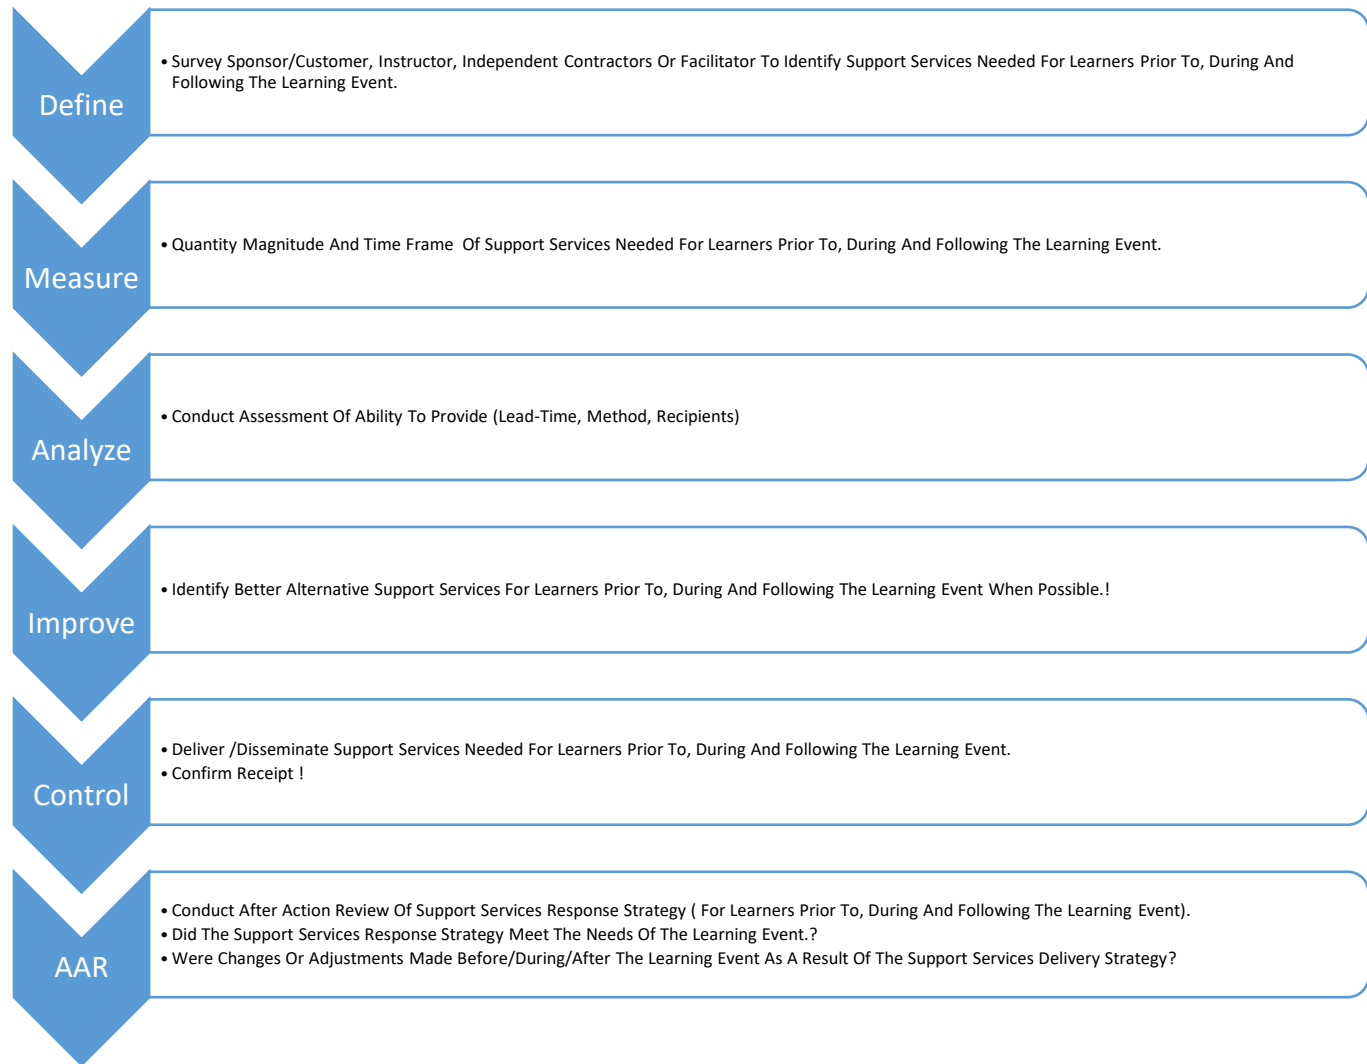 Define
• Survey Sponsor/Customer, Instructor, Independent Contractors Or Facilitator To Identify Support Services Needed For Learners Prior To, During And
Following The Learning Event.
Measure
• Quantity Magnitude And Time Frame  Of Support Services Needed For Learners Prior To, During And Following The Learning Event.
Analyze
• Conduct Assessment Of Ability To Provide (Lead-Time, Method, Recipients)
Improve
• Identify Better Alternative Support Services For Learners Prior To, During And Following The Learning Event When Possible.!
Control
• Deliver /Disseminate Support Services Needed For Learners Prior To, During And Following The Learning Event.
• Confirm Receipt !
AAR
• Conduct After Action Review Of Support Services Response Strategy ( For Learners Prior To, During And Following The Learning Event).
• Did The Support Services Response Strategy Meet The Needs Of The Learning Event.?
• Were Changes Or Adjustments Made Before/During/After The Learning Event As A Result Of The Support Services Delivery Strategy?